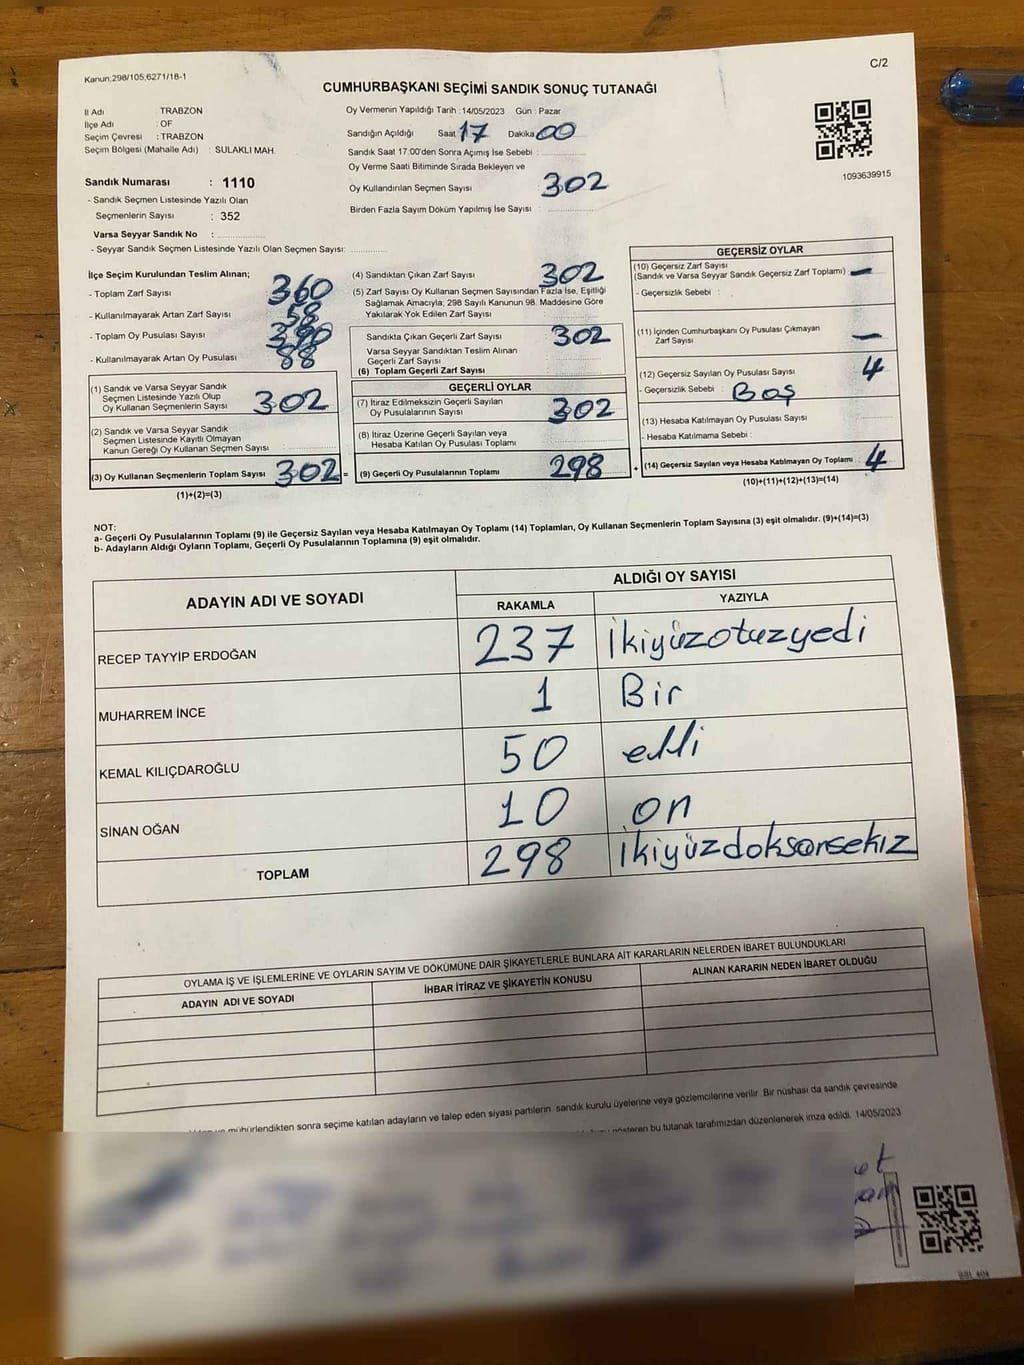 Kanun;298/105,6271/18-1
C/2
CUMHURBAŞKANI SEÇİMİ SANDIK SONUÇ TUTANAĞI
İl Adı : TRABZON
İlçe Adı : OF
Seçim Çevresi : TRABZON
Seçim Bölgesi (Mahalle Adı) : SULAKLI MAH.
Sandık Numarası : 1110
- Sandık Seçmen Listesinde Yazılı Olan
Seçmenlerin Sayısı : 352
Varsa Seyyar Sandık No :
- Seyyar Sandık Seçmen Listesinde Yazılı Olan Seçmen Sayısı:
Oy Vermenin Yapıldığı Tarih : 14/05/2023 Gün : Pazar
Sandığın Açıldığı Saat 17 Dakika 00
Sandık Saat 17:00'den Sonra Açımış İse Sebebi :
Oy Verme Saati Bitiminde Sırada Bekleyen ve
Oy Kullandırılan Seçmen Sayısı : 302
Birden Fazla Sayım Döküm Yapılmış İse Sayısı :
1093639915
İlçe Seçim Kurulundan Teslim Alınan;
- Toplam Zarf Sayısı : 360
- Kullanılmayarak Artan Zarf Sayısı : 58
- Toplam Oy Pusulası Sayısı : 390
- Kullanılmayarak Artan Oy Pusulası : 88
(1) Sandık ve Varsa Seyyar Sandık
Seçmen Listesinde Yazılı Olup
Oy Kullanan Seçmenlerin Sayısı : 302
(2) Sandık ve Varsa Seyyar Sandık
Seçmen Listesinde Kayıtlı Olmayan
Kanun Gereği Oy Kullanan Seçmen Sayısı
(3) Oy Kullanan Seçmenlerin Toplam Sayısı : 302 =
(1)+(2)=(3)
(4) Sandıktan Çıkan Zarf Sayısı : 302
(5) Zarf Sayısı Oy Kullanan Seçmen Sayısından Fazla İse, Eşitliği
Sağlamak Amacıyla; 298 Sayılı Kanunun 98. Maddesine Göre
Yakılarak Yok Edilen Zarf Sayısı :
Sandıkta Çıkan Geçerli Zarf Sayısı : 302
Varsa Seyyar Sandıktan Teslim Alınan
Geçerli Zarf Sayısı
(6) Toplam Geçerli Zarf Sayısı
GEÇERLİ OYLAR
(7) İtiraz Edilmeksizin Geçerli Sayılan
Oy Pusulalarının Sayısı : 302
(8) İtiraz Üzerine Geçerli Sayılan veya
Hesaba Katılan Oy Pusulası Toplamı
(9) Geçerli Oy Pusulalarının Toplamı 298 +
GEÇERSİZ OYLAR
(10) Geçersiz Zarf Sayısı
(Sandık ve Varsa Seyyar Sandık Geçersiz Zarf Toplamı) —
- Geçersizlik Sebebi :
(11) İçinden Cumhurbaşkanı Oy Pusulası Çıkmayan
Zarf Sayısı —
(12) Geçersiz Sayılan Oy Pusulası Sayısı 4
- Geçersizlik Sebebi : Boş
(13) Hesaba Katılmayan Oy Pusulası Sayısı
- Hesaba Katılmama Sebebi :
(14) Geçersiz Sayılan veya Hesaba Katılmayan Oy Toplamı : 4
(10)+(11)+(12)+(13)=(14)
NOT:
a- Geçerli Oy Pusulalarının Toplamı (9) ile Geçersiz Sayılan veya Hesaba Katılmayan Oy Toplamı (14) Toplamları, Oy Kullanan Seçmenlerin Toplam Sayısına (3) eşit olmalıdır. (9)+(14)=(3)
b- Adayların Aldığı Oyların Toplamı, Geçerli Oy Pusulalarının Toplamına (9) eşit olmalıdır.
ADAYIN ADI VE SOYADI
ALDIĞI OY SAYISI
RAKAMLA YAZIYLA
RECEP TAYYİP ERDOĞAN 237 İkiyüzotuzyedi
MUHARREM İNCE 1 Bir
KEMAL KILIÇDAROĞLU 50 elli
SİNAN OĞAN 10 on
TOPLAM 298 İkiyüzdoksansekiz
OYLAMA İŞ VE İŞLEMLERİNE VE OYLARIN SAYIM VE DÖKÜMÜNE DAİR ŞİKAYETLERLE BUNLARA AİT KARARLARIN NELERDEN İBARET BULUNDUKLARI
ADAYIN ADI VE SOYADI İHBAR İTİRAZ VE ŞİKAYETİN KONUSU ALINAN KARARIN NEDEN İBARET OLDUĞU
mühürlendikten sonra seçime katılan adayların ve talep eden siyasi partilerin sandık kurulu üyelerine veya gözlemcilerine verilir. Bir nüshası da sandık çevresinde
gösteren bu tutanak tarafımızdan düzenlenerek imza edildi. 14/05/2023